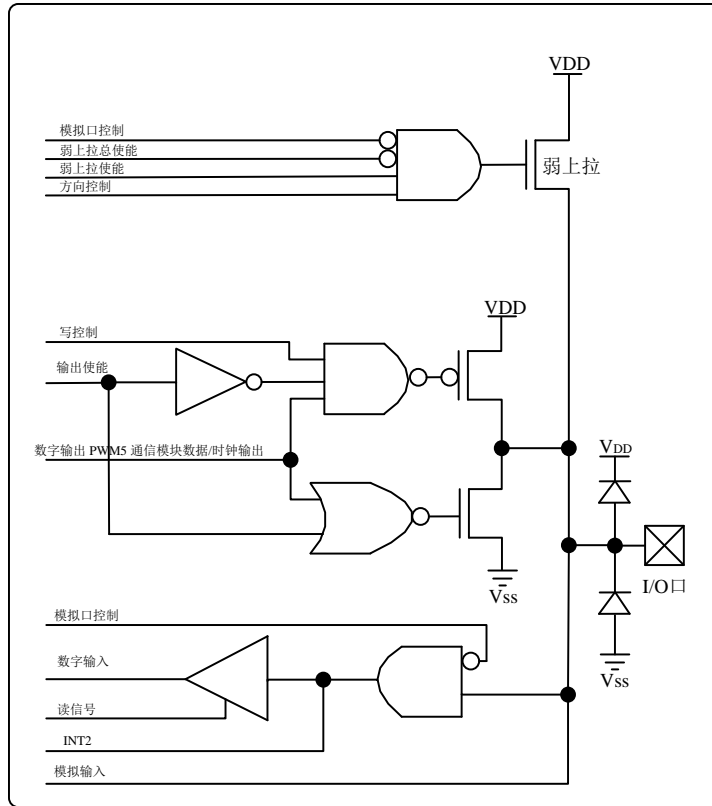 VDD
模拟口控制
弱上拉总使能
弱上拉使能
方向控制
弱上拉
VDD
写控制
输出使能
数字输出 PWM5 通信模块数据/时钟输出
VDD
I/O口
Vss
Vss
模拟口控制
数字输入
读信号
INT2
模拟输入